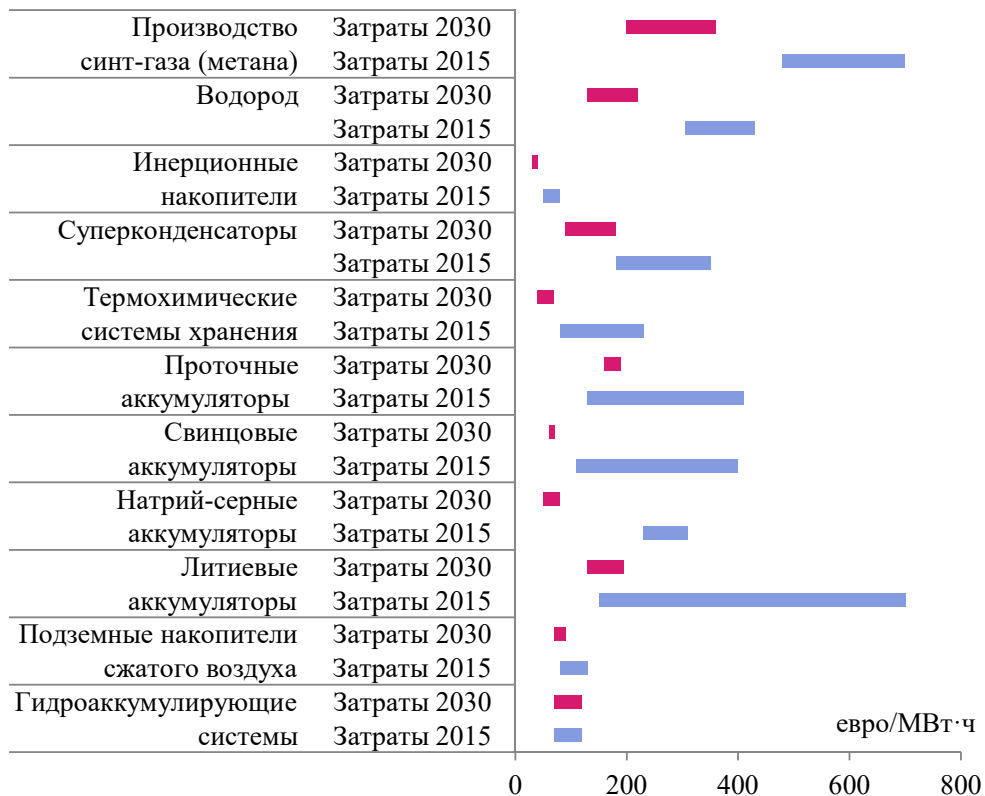 Производство Затраты 2030
синт-газа (метана) Затраты 2015
Водород Затраты 2030
Затраты 2015
Инерционные Затраты 2030
накопители Затраты 2015
Суперконденсаторы Затраты 2030
Затраты 2015
Термохимические Затраты 2030
системы хранения Затраты 2015
Проточные Затраты 2030
аккумуляторы Затраты 2015
Свинцовые Затраты 2030
аккумуляторы Затраты 2015
Натрий-серные Затраты 2030
аккумуляторы Затраты 2015
Литиевые Затраты 2030
аккумуляторы Затраты 2015
Подземные накопители Затраты 2030
сжатого воздуха Затраты 2015
Гидроаккумулирующие Затраты 2030
системы Затраты 2015
евро/МВт·ч
0 200 400 600 800